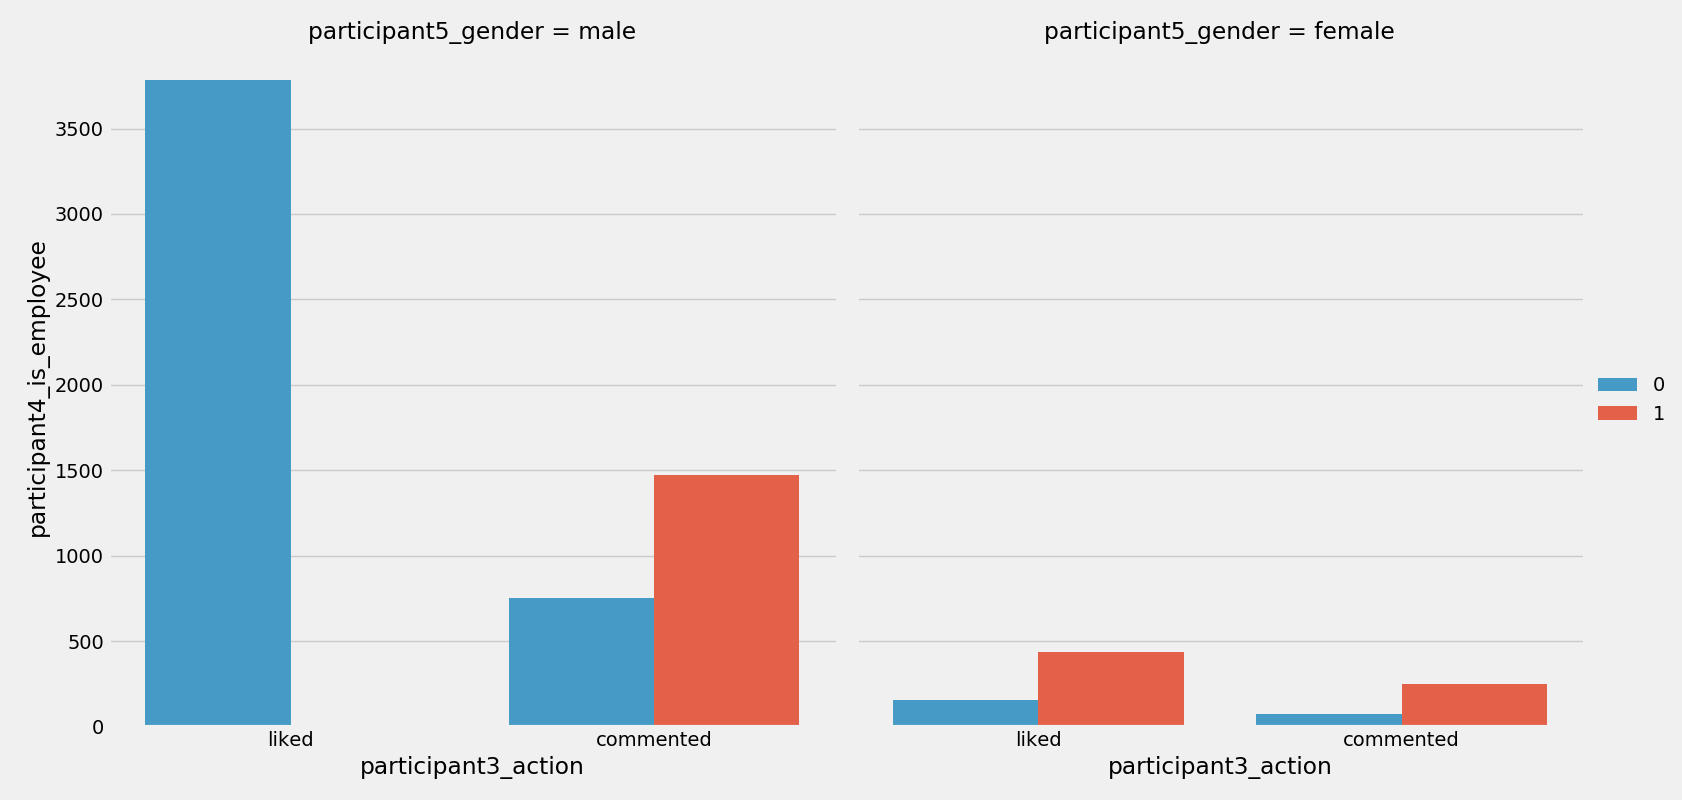 participant5_gender = male
participant5_gender = female
participant4_is_employee
3500
3000
2500
2000
1500
1000
500
0
liked
commented
liked
commented
participant3_action
participant3_action
0
1